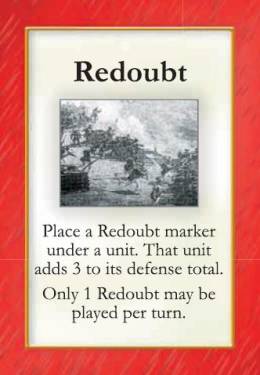 Redoubt
Place a Redoubt marker
under a unit. That unit
adds 3 to its defense total.
Only 1 Redoubt may be
played per turn.